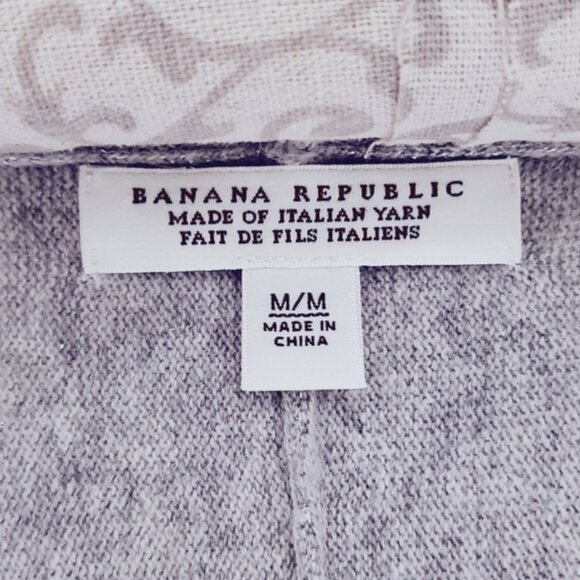 BANANA REPUBLIC
MADE OF ITALIAN YARN
FAIT DE FILS ITALIENS
M/M
MADE IN
CHINA